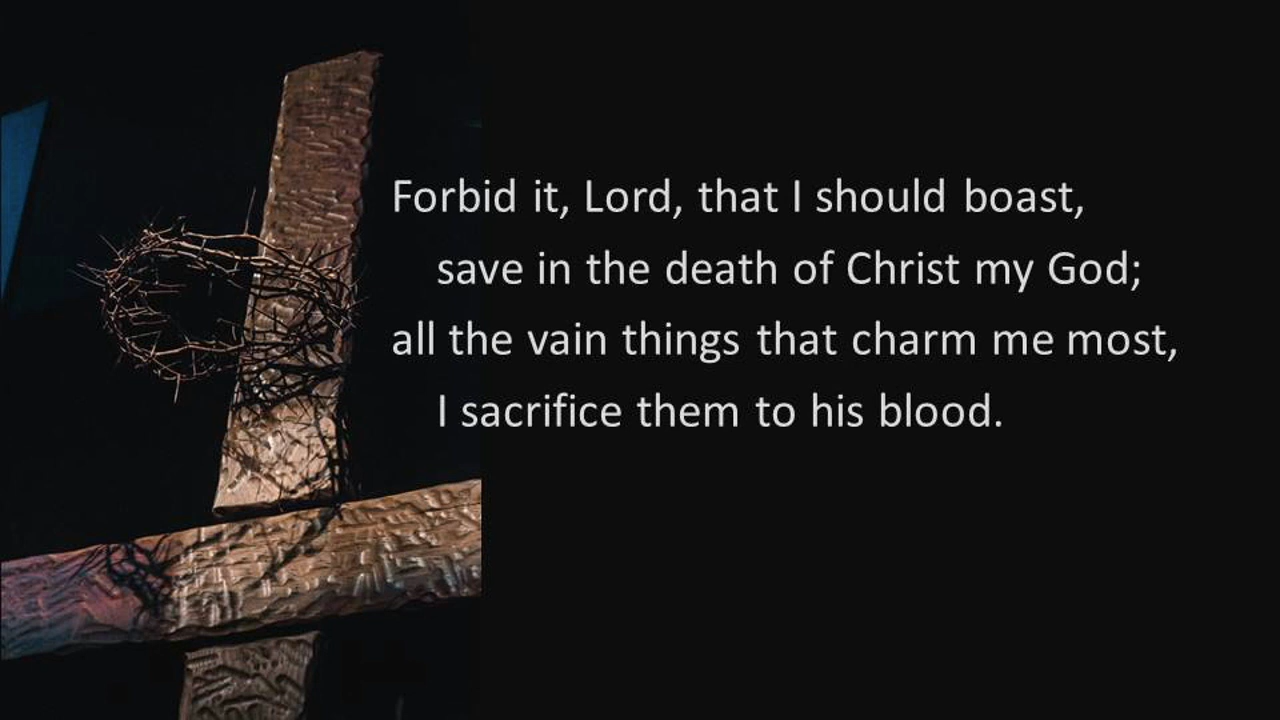 Forbid it, Lord, that I should boast,
save in the death of Christ my God;
all the vain things that charm me most,
I sacrifice them to his blood.